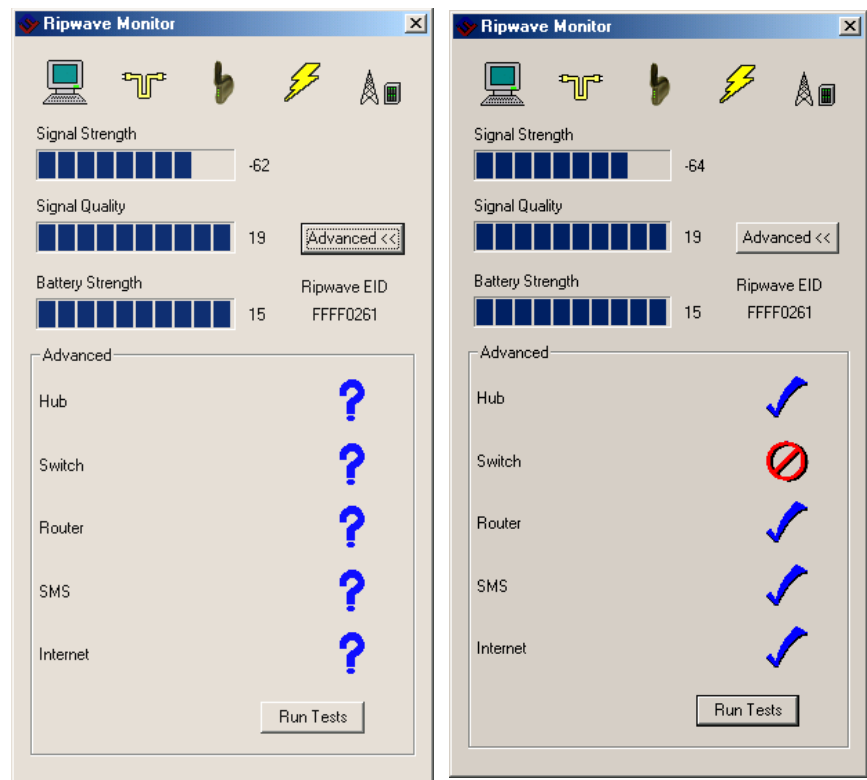 Ripwave Monitor
Signal Strength
-62
Signal Quality
19
Advanced <<
Battery Strength
15
Ripwave EID
FFFF0261
Advanced
Hub
Switch
Router
SMS
Internet
Run Tests
Ripwave Monitor
Signal Strength
-64
Signal Quality
19
Advanced <<
Battery Strength
15
Ripwave EID
FFFF0261
Advanced
Hub
Switch
Router
SMS
Internet
Run Tests